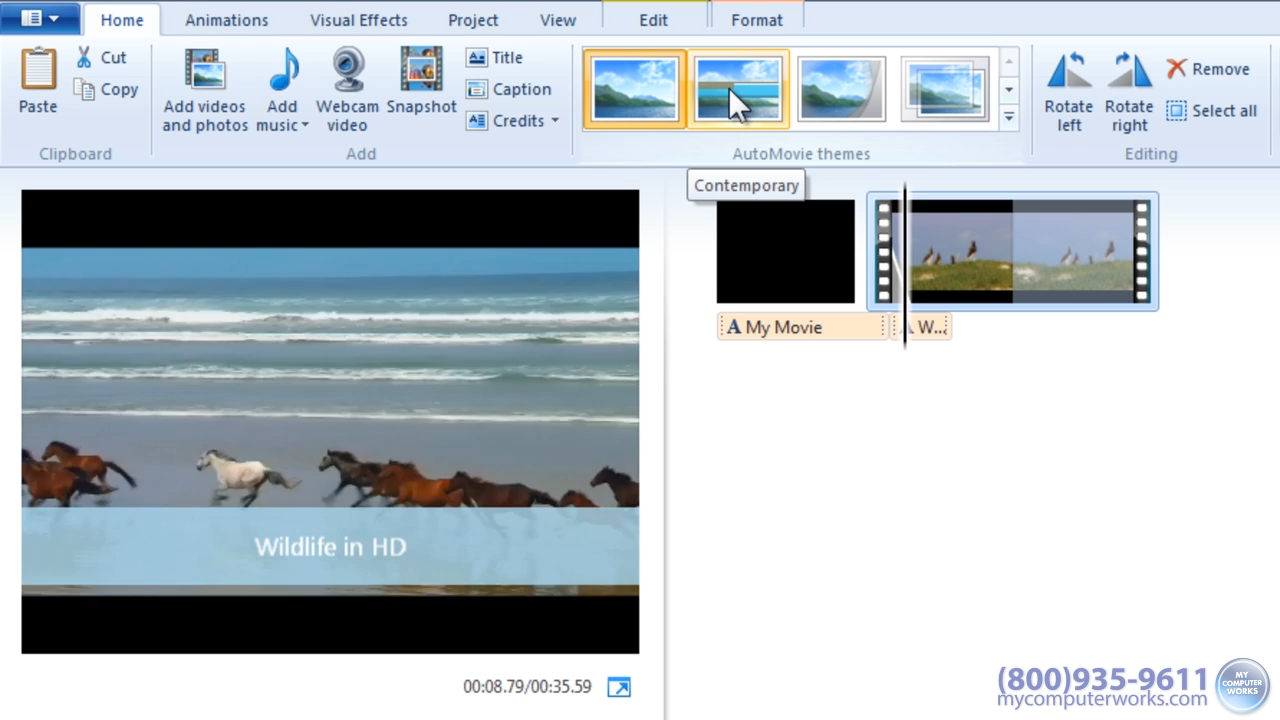 Home Animations Visual Effects Project View Edit Format
Paste
Cut
Copy
Clipboard
Add videos and photos
Add music
Webcam video
Snapshot
Title
Caption
Credits
Add
AutoMovie themes
Rotate left
Rotate right
Remove
Select all
Editing
Contemporary
A My Movie
W...
Wildlife in HD
00:08.79/00:35.59
(800)935-9611
mycomputerworks.com
MY COMPUTER WORKS